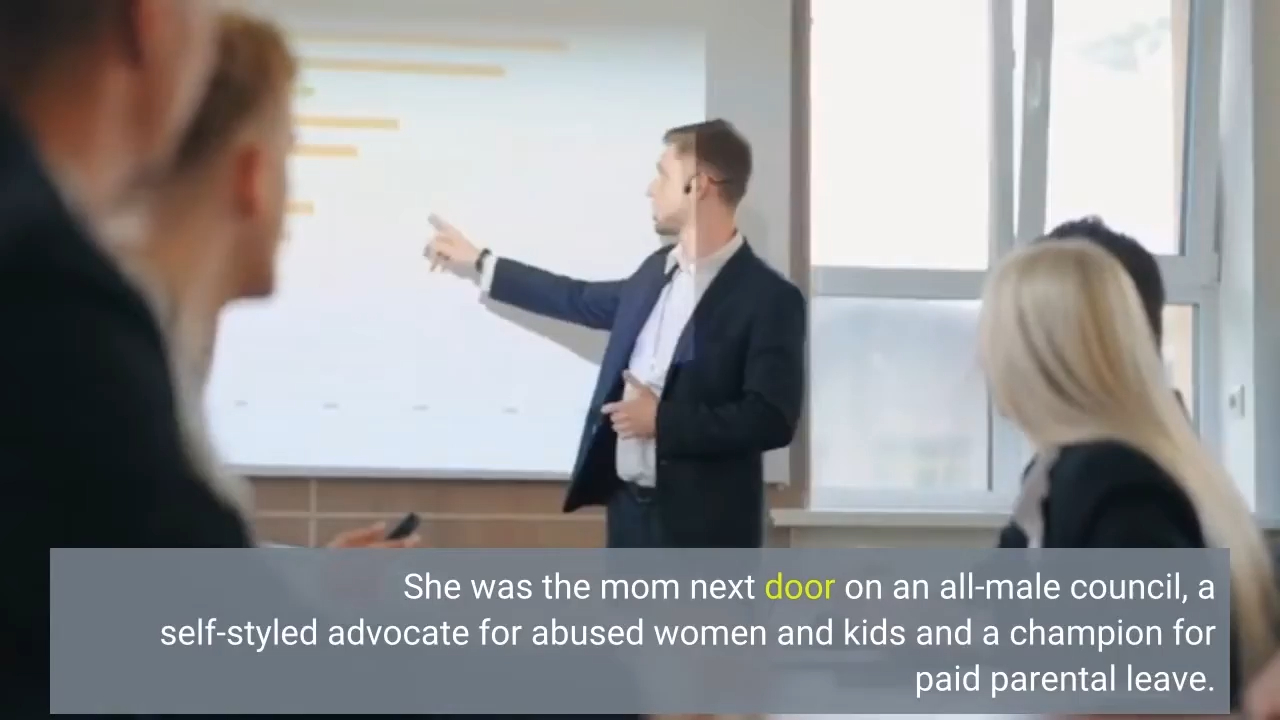 She was the mom next door on an all-male council, a
self-styled advocate for abused women and kids and a champion for
paid parental leave.